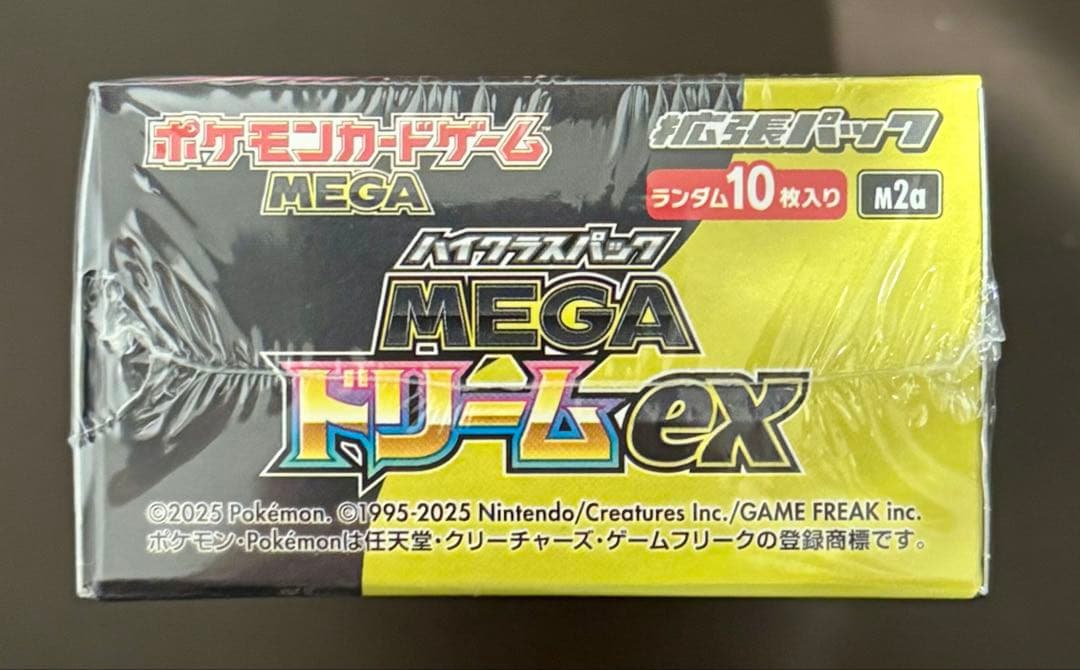 ポケモンカードゲーム™
MEGA
拡張パック
ランダム10枚入り
M2a
ハイクラスパック
MEGA
ドリームex
©2025 Pokémon. ©1995-2025 Nintendo/Creatures Inc./GAME FREAK inc.
ポケモン・Pokémonは任天堂・クリーチャーズ・ゲームフリークの登録商標です。